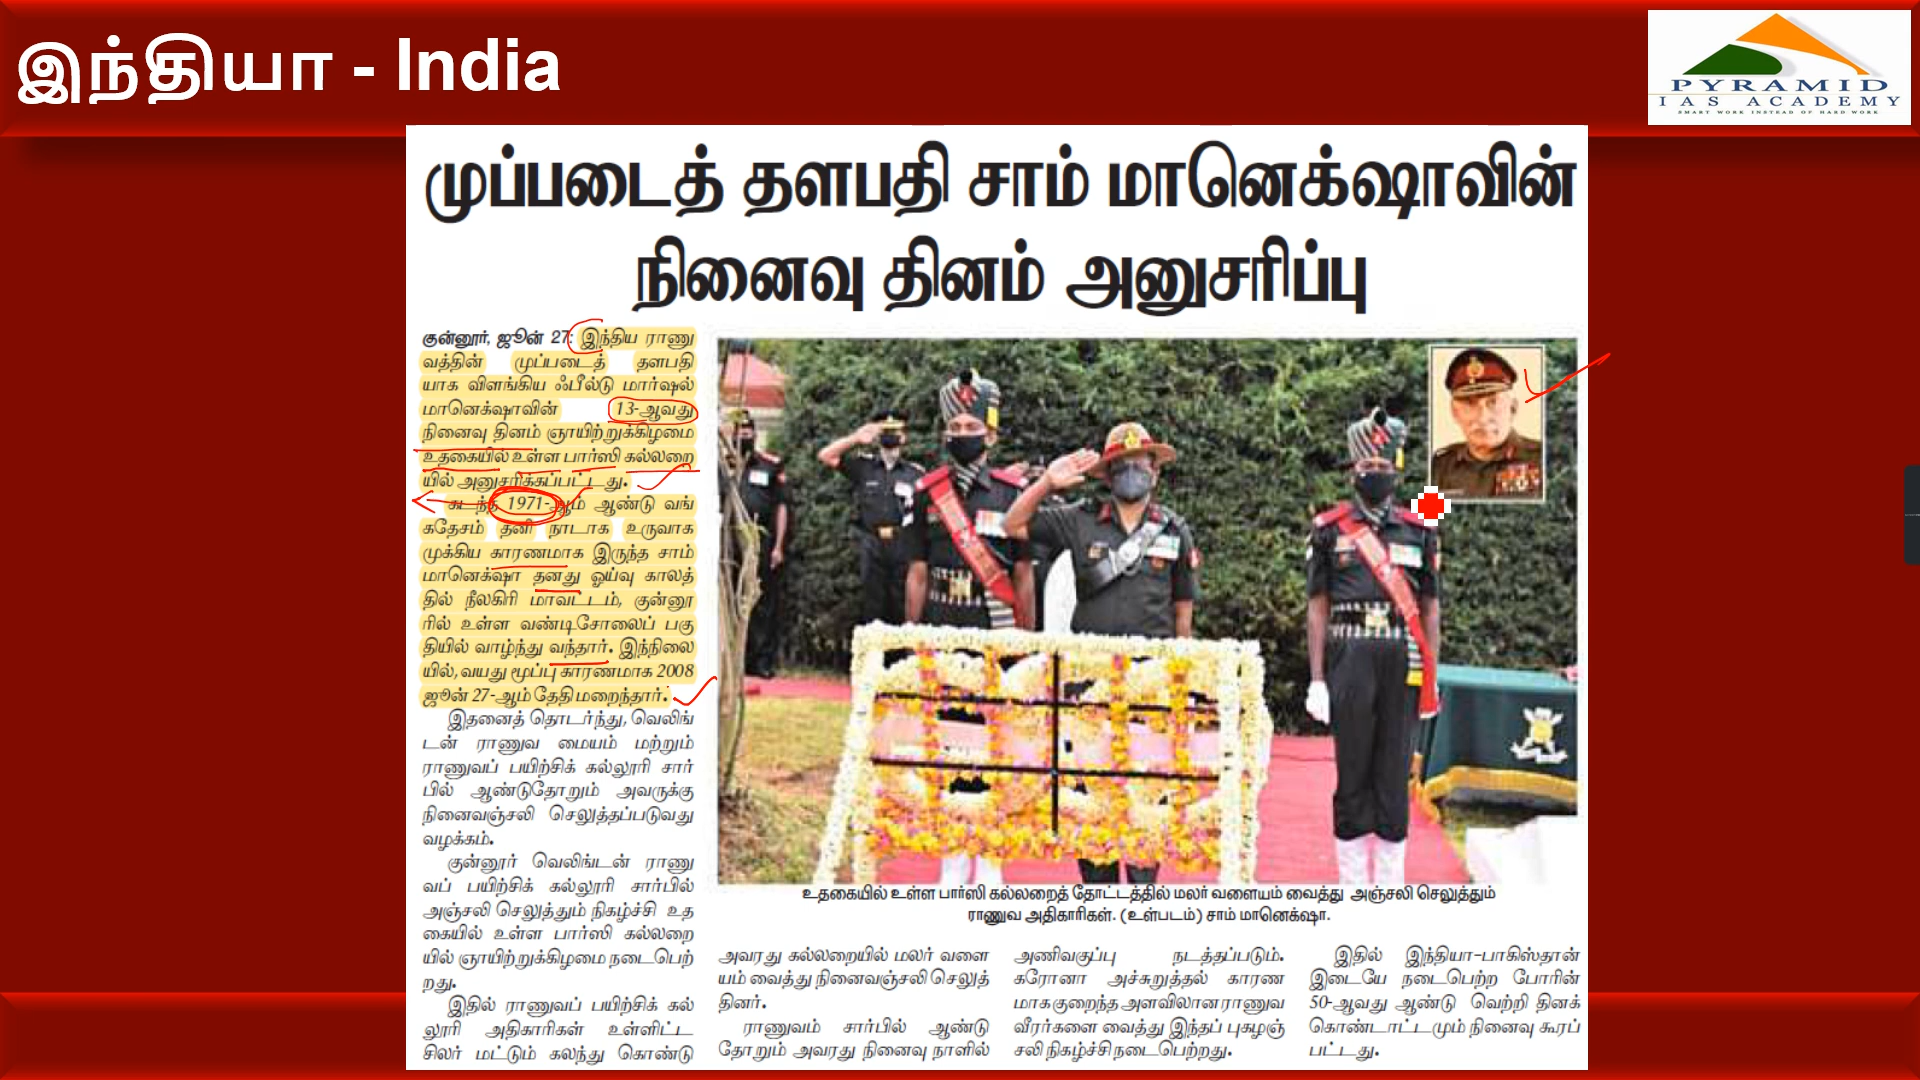 இந்தியா - India
PYRAMID
IAS ACADEMY
SMART WORK INSTEAD OF HARD WORK
முப்படைத் தளபதி சாம் மானெக்ஷாவின்
நினைவு தினம் அனுசரிப்பு
குன்னூர், ஜூன் 27: இந்திய ராணு
வத்தின் முப்படைத் தளபதி
யாக விளங்கிய ஃபீல்டு மார்ஷல்
மானெக்ஷாவின் 13-ஆவது
நினைவு தினம் ஞாயிற்றுக்கிழமை
உதகையில் உள்ள பார்ஸி கல்லறை
யில் அனுசரிக்கப்பட்டது.
கடந்த 1971-ஆம் ஆண்டு வங்
கதேசம் தனி நாடாக உருவாக
முக்கிய காரணமாக இருந்த சாம்
மானெக்ஷா தனது ஓய்வு காலத்
தில் நீலகிரி மாவட்டம், குன்னூ
ரில் உள்ள வண்டிசோலைப் பகு
தியில் வாழ்ந்து வந்தார். இந்நிலை
யில், வயது மூப்பு காரணமாக 2008
ஜூன் 27-ஆம் தேதி மறைந்தார்.
இதனைத் தொடர்ந்து, வெலிங்
டன் ராணுவ மையம் மற்றும்
ராணுவப் பயிற்சிக் கல்லூரி சார்
பில் ஆண்டுதோறும் அவருக்கு
நினைவஞ்சலி செலுத்தப்படுவது
வழக்கம்.
குன்னூர் வெலிங்டன் ராணு
வப் பயிற்சிக் கல்லூரி சார்பில்
அஞ்சலி செலுத்தும் நிகழ்ச்சி உத
கையில் உள்ள பார்ஸி கல்லறை
யில் ஞாயிற்றுக்கிழமை நடைபெற்
றது.
இதில் ராணுவப் பயிற்சிக் கல்
லூரி அதிகாரிகள் உள்ளிட்ட
சிலர் மட்டும் கலந்து கொண்டு
உதகையில் உள்ள பார்ஸி கல்லறைத் தோட்டத்தில் மலர் வளையம் வைத்து அஞ்சலி செலுத்தும்
ராணுவ அதிகாரிகள். (உள்படம்) சாம் மானெக்ஷா.
அவரது கல்லறையில் மலர் வளை
யம் வைத்து நினைவஞ்சலி செலுத்
தினர்.
ராணுவம் சார்பில் ஆண்டு
தோறும் அவரது நினைவு நாளில்
அணிவகுப்பு நடத்தப்படும்.
கரோனா அச்சுறுத்தல் காரண
மாக குறைந்த அளவிலான ராணுவ
வீரர்களை வைத்து இந்தப் புகழஞ்
சலி நிகழ்ச்சி நடைபெற்றது.
இதில் இந்தியா-பாகிஸ்தான்
இடையே நடைபெற்ற போரின்
50-ஆவது ஆண்டு வெற்றி தினக்
கொண்டாட்டமும் நினைவு கூரப்
பட்டது.